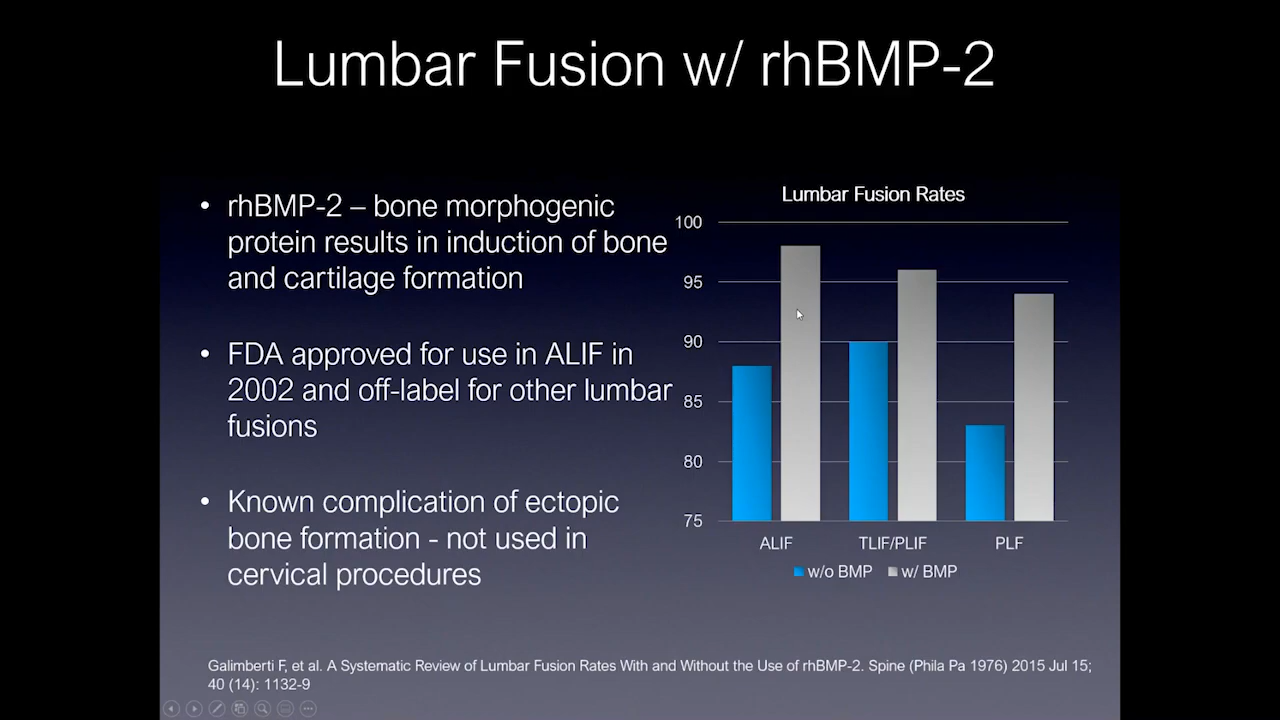 Lumbar Fusion w/ rhBMP-2
• rhBMP-2 – bone morphogenic
protein results in induction of bone
and cartilage formation
• FDA approved for use in ALIF in
2002 and off-label for other lumbar
fusions
• Known complication of ectopic
bone formation - not used in
cervical procedures
Lumbar Fusion Rates
100
95
90
85
80
75
ALIF TLIF/PLIF PLF
w/o BMP w/ BMP
Galimberti F, et al. A Systematic Review of Lumbar Fusion Rates With and Without the Use of rhBMP-2. Spine (Phila Pa 1976) 2015 Jul 15;
40 (14): 1132-9